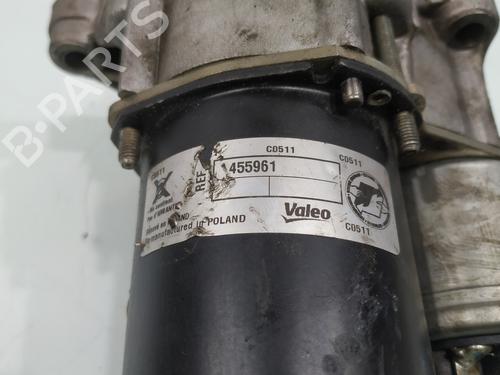 B-PARTS
C0511
C0511
C0511
REF
455961
Valeo
C0511
manufactured in POLAND